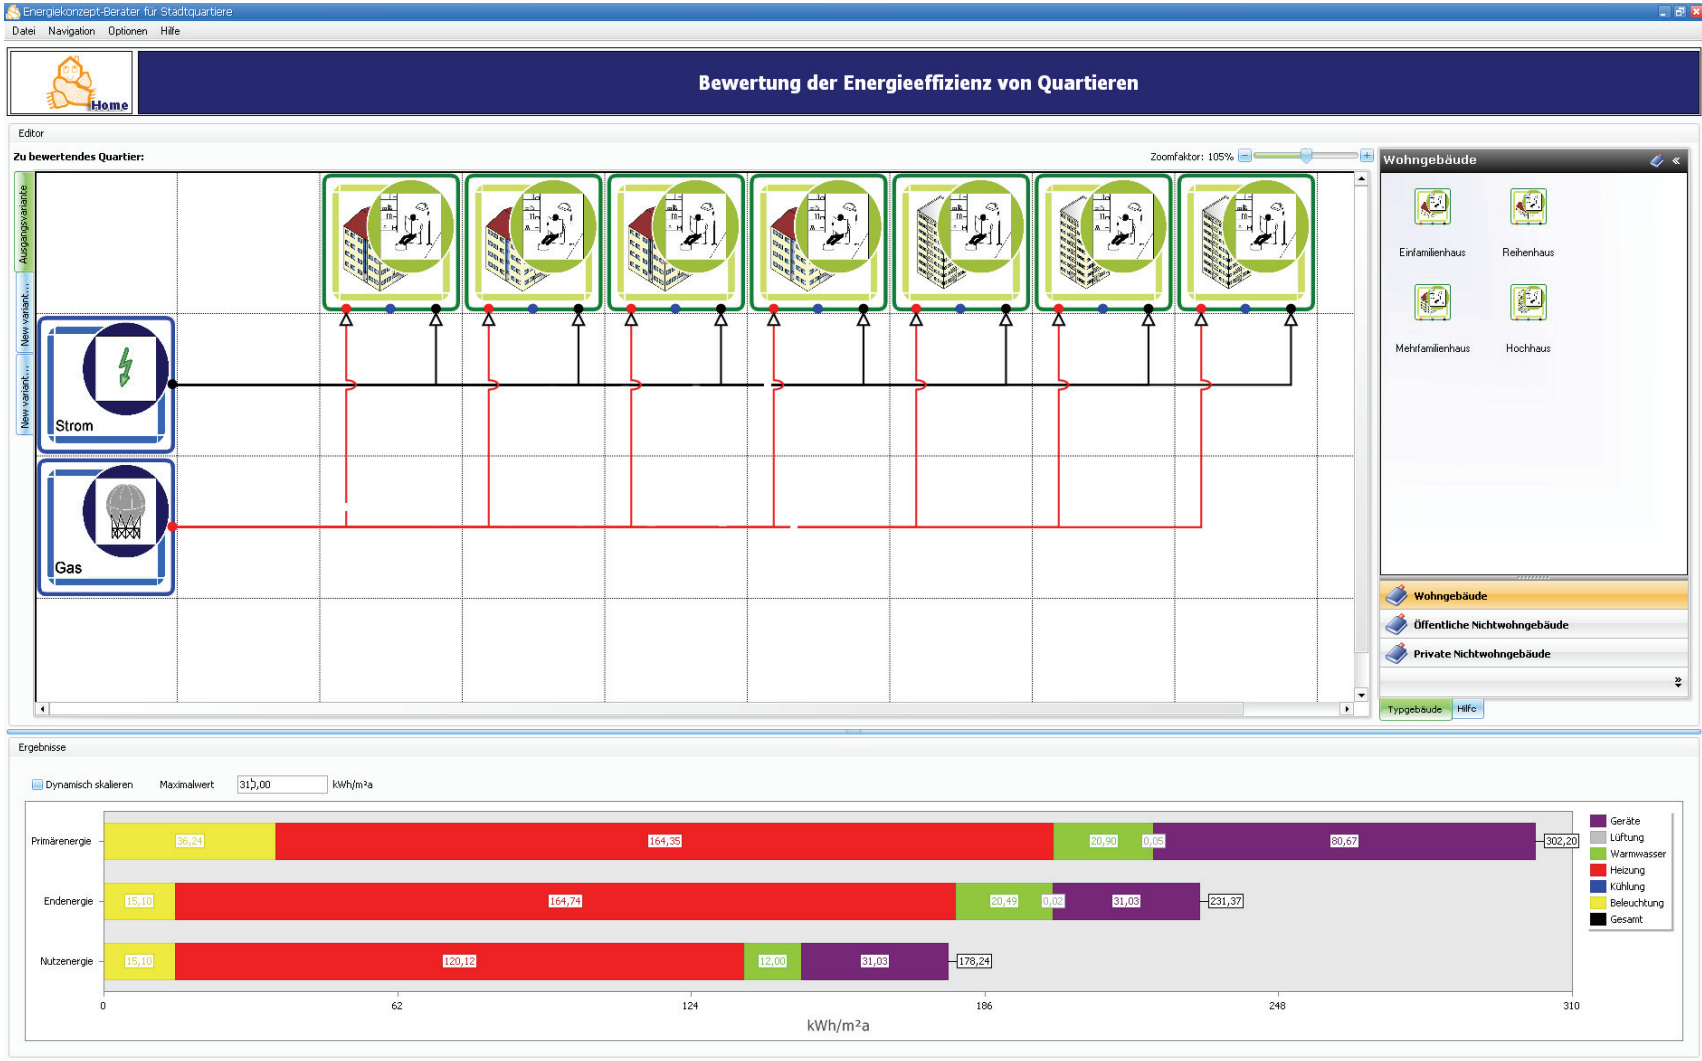 Energiekonzept-Berater für Stadtquartiere
Datei Navigation Optionen Hilfe
Home
Bewertung der Energieeffizienz von Quartieren
Editor
Zu bewertendes Quartier:
Zoomfaktor: 105%
Ausgangsvariante
New variant...
New variant...
Strom
Gas
Wohngebäude
Einfamilienhaus
Reihenhaus
Mehrfamilienhaus
Hochhaus
Wohngebäude
Öffentliche Nichtwohngebäude
Private Nichtwohngebäude
Typgebäude
Hilfe
Ergebnisse
Dynamisch skalieren Maximalwert 310,00 kWh/m²a
Primärenergie 36,24 164,35 20,90 0,05 80,67 302,20
Endenergie 15,10 164,74 20,49 0,02 31,03 231,37
Nutzenergie 15,10 120,12 12,00 31,03 178,24
0 62 124 186 248 310
kWh/m²a
Geräte
Lüftung
Warmwasser
Heizung
Kühlung
Beleuchtung
Gesamt